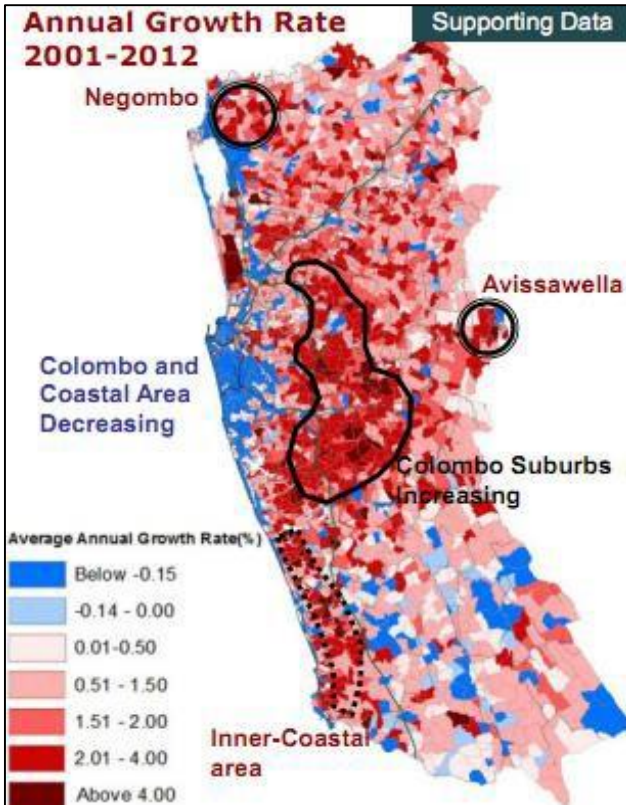 Annual Growth Rate
2001-2012
Supporting Data
Negombo
Avissawella
Colombo and
Coastal Area
Decreasing
Colombo Suburbs
Increasing
Average Annual Growth Rate(%)
Below -0.15
-0.14 - 0.00
0.01-0.50
0.51 - 1.50
1.51 - 2.00
2.01 - 4.00
Above 4.00
Inner-Coastal
area